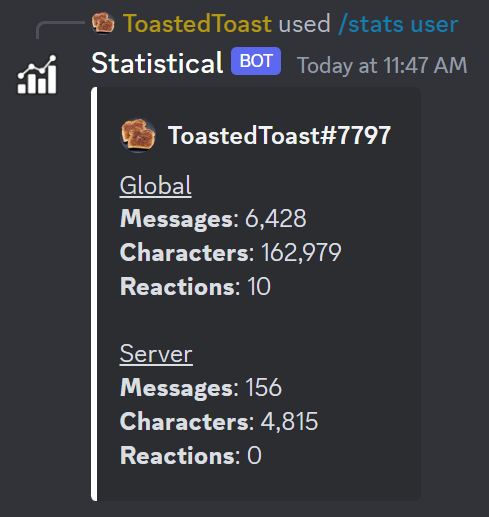 ToastedToast used /stats user
Statistical BOT Today at 11:47 AM
ToastedToast#7797
Global
Messages: 6,428
Characters: 162,979
Reactions: 10
Server
Messages: 156
Characters: 4,815
Reactions: 0